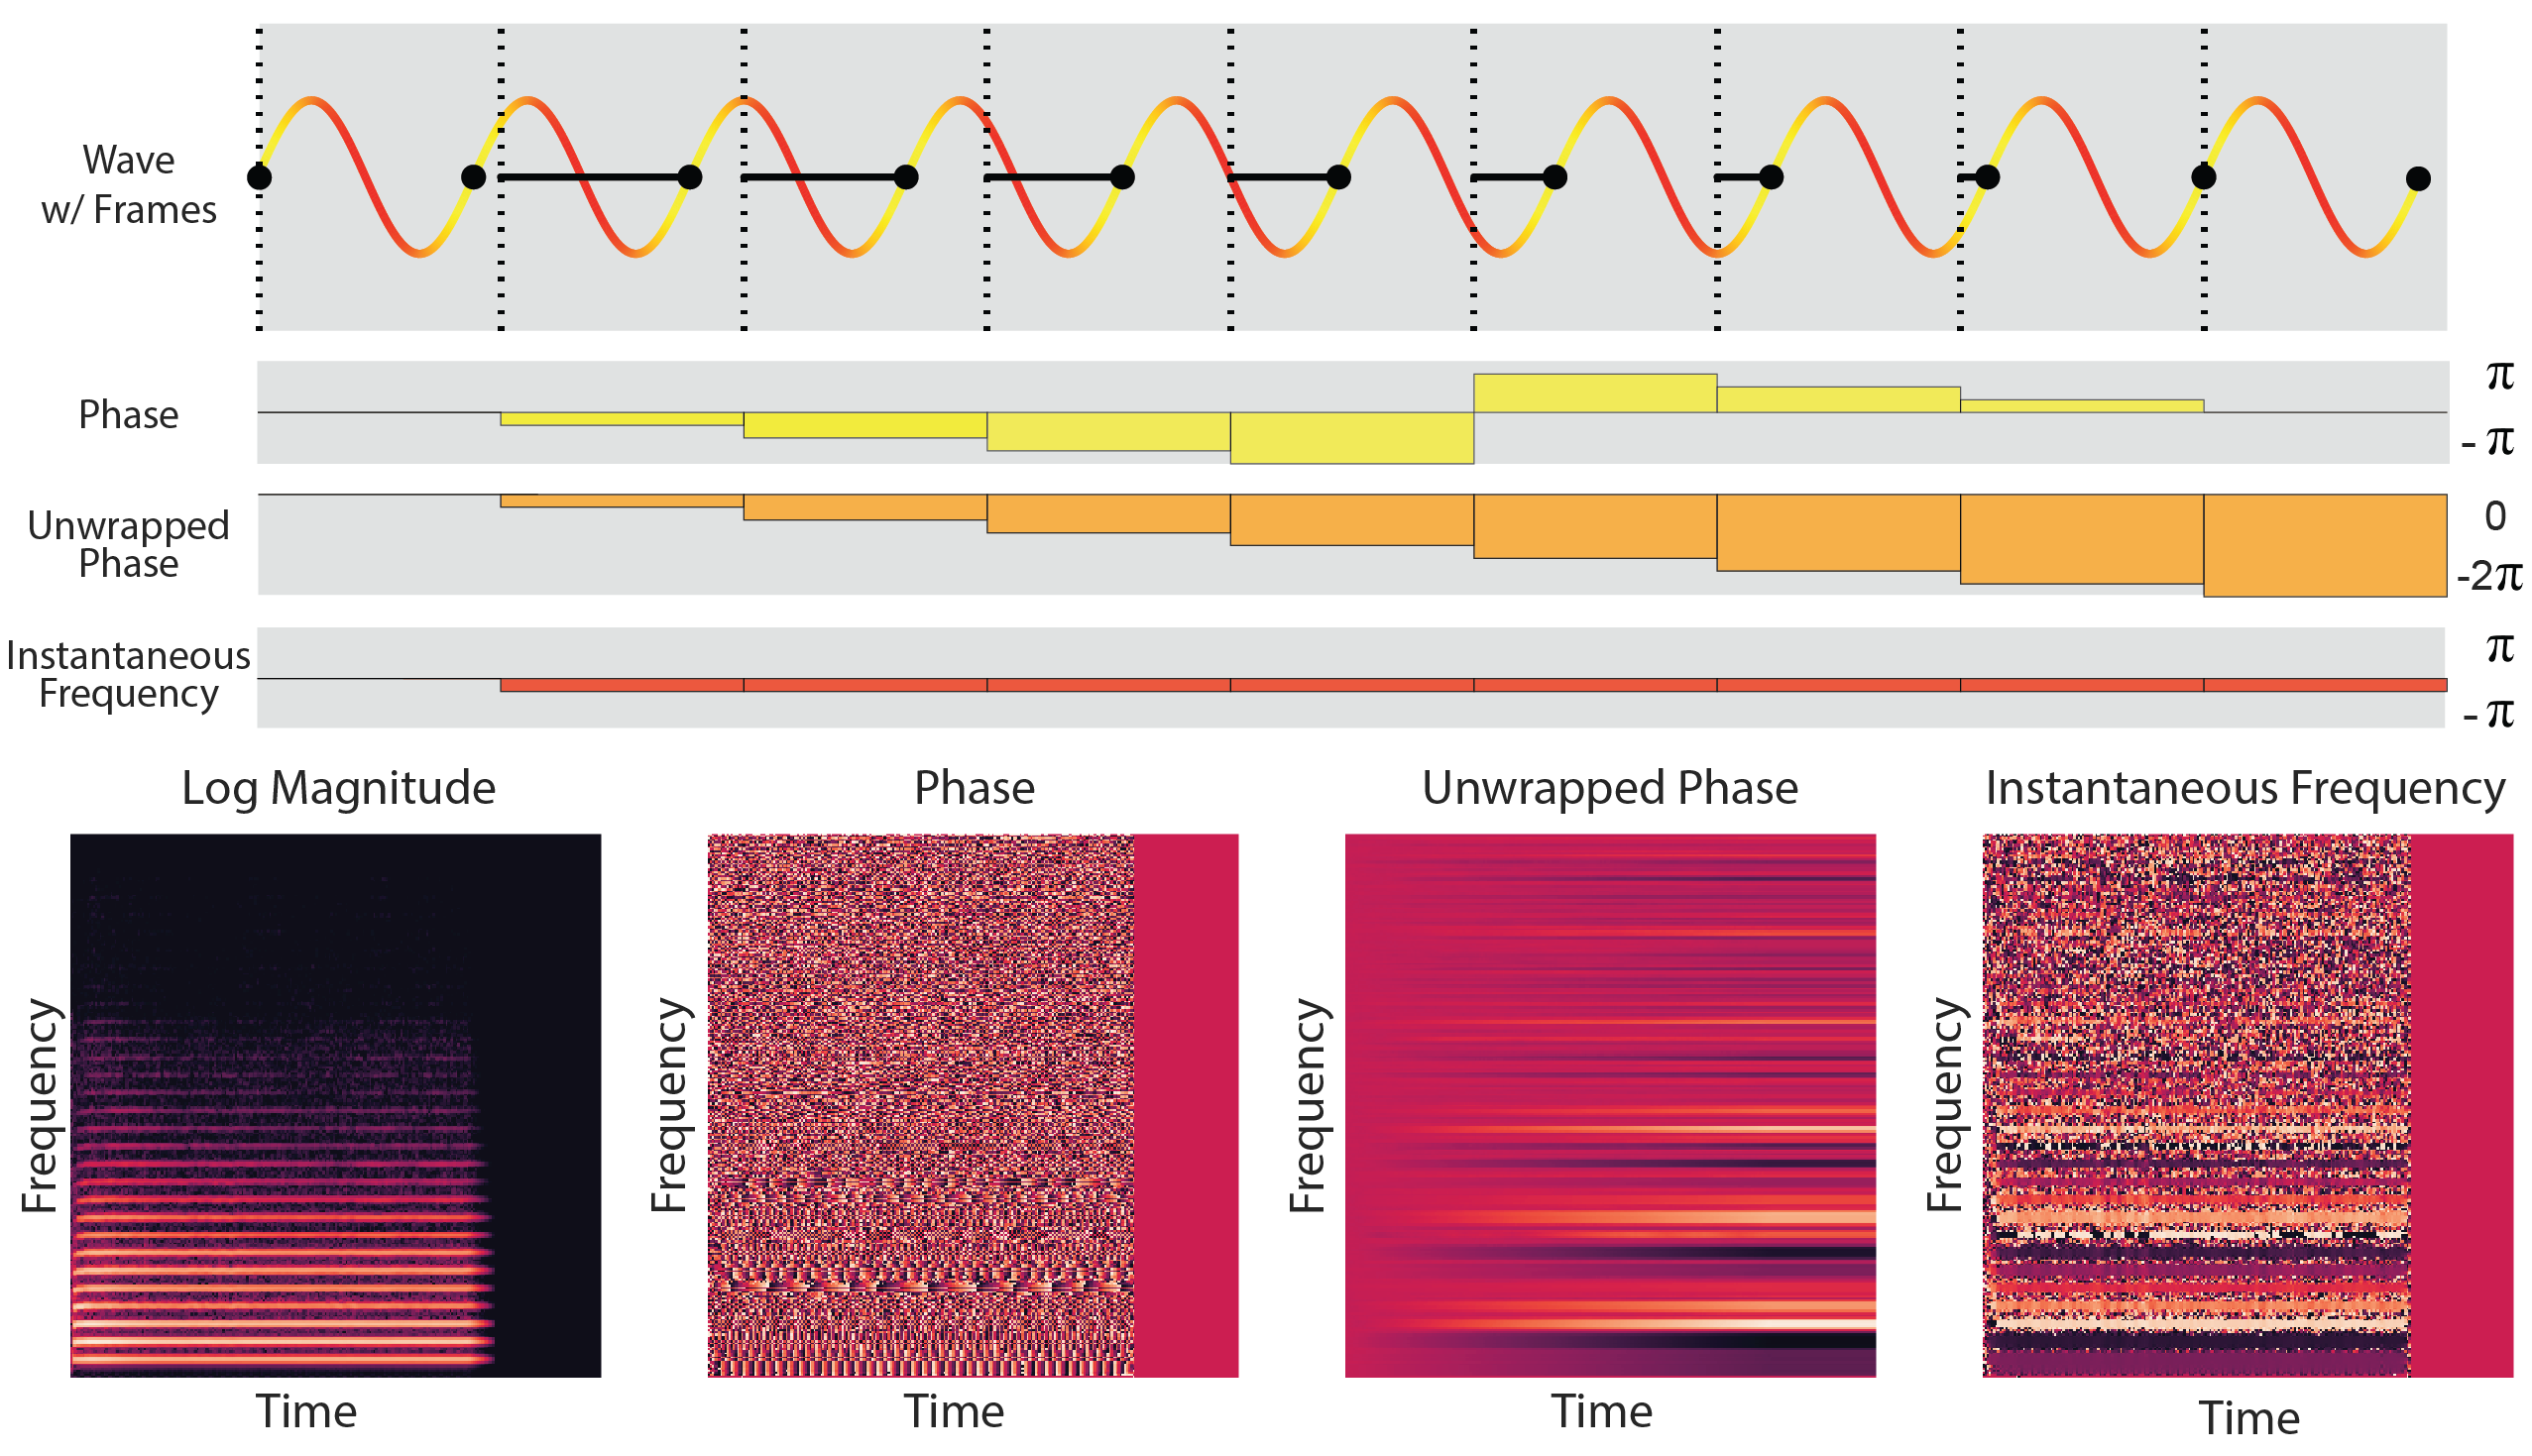 Wave
w/ Frames
Phase
π
- π
Unwrapped
Phase
0
-2π
Instantaneous
Frequency
π
- π
Log Magnitude
Phase
Unwrapped Phase
Instantaneous Frequency
Frequency
Frequency
Frequency
Frequency
Time
Time
Time
Time